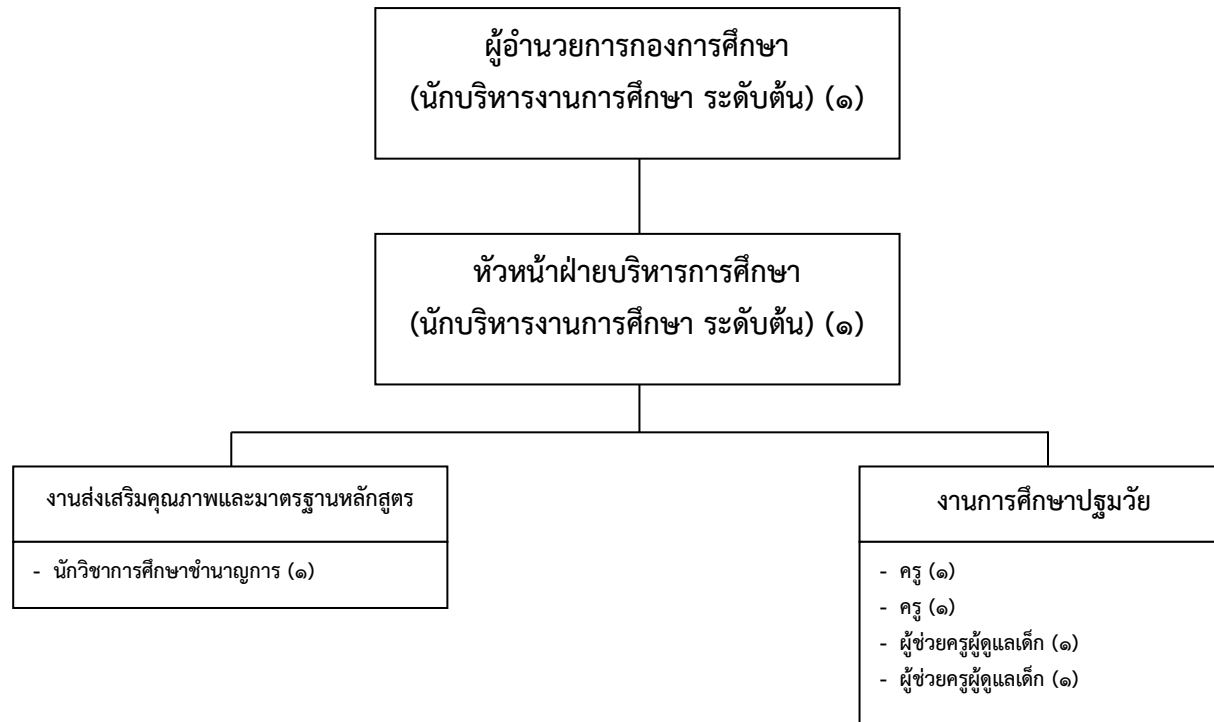 ผู้อำนวยการกองการศึกษา
(นักบริหารงานการศึกษา ระดับต้น) (๑)
หัวหน้าฝ่ายบริหารการศึกษา
(นักบริหารงานการศึกษา ระดับต้น) (๑)
งานส่งเสริมคุณภาพและมาตรฐานหลักสูตร
- นักวิชาการศึกษาชำนาญการ (๑)
งานการศึกษาปฐมวัย
- ครู (๑)
- ครู (๑)
- ผู้ช่วยครูผู้ดูแลเด็ก (๑)
- ผู้ช่วยครูผู้ดูแลเด็ก (๑)